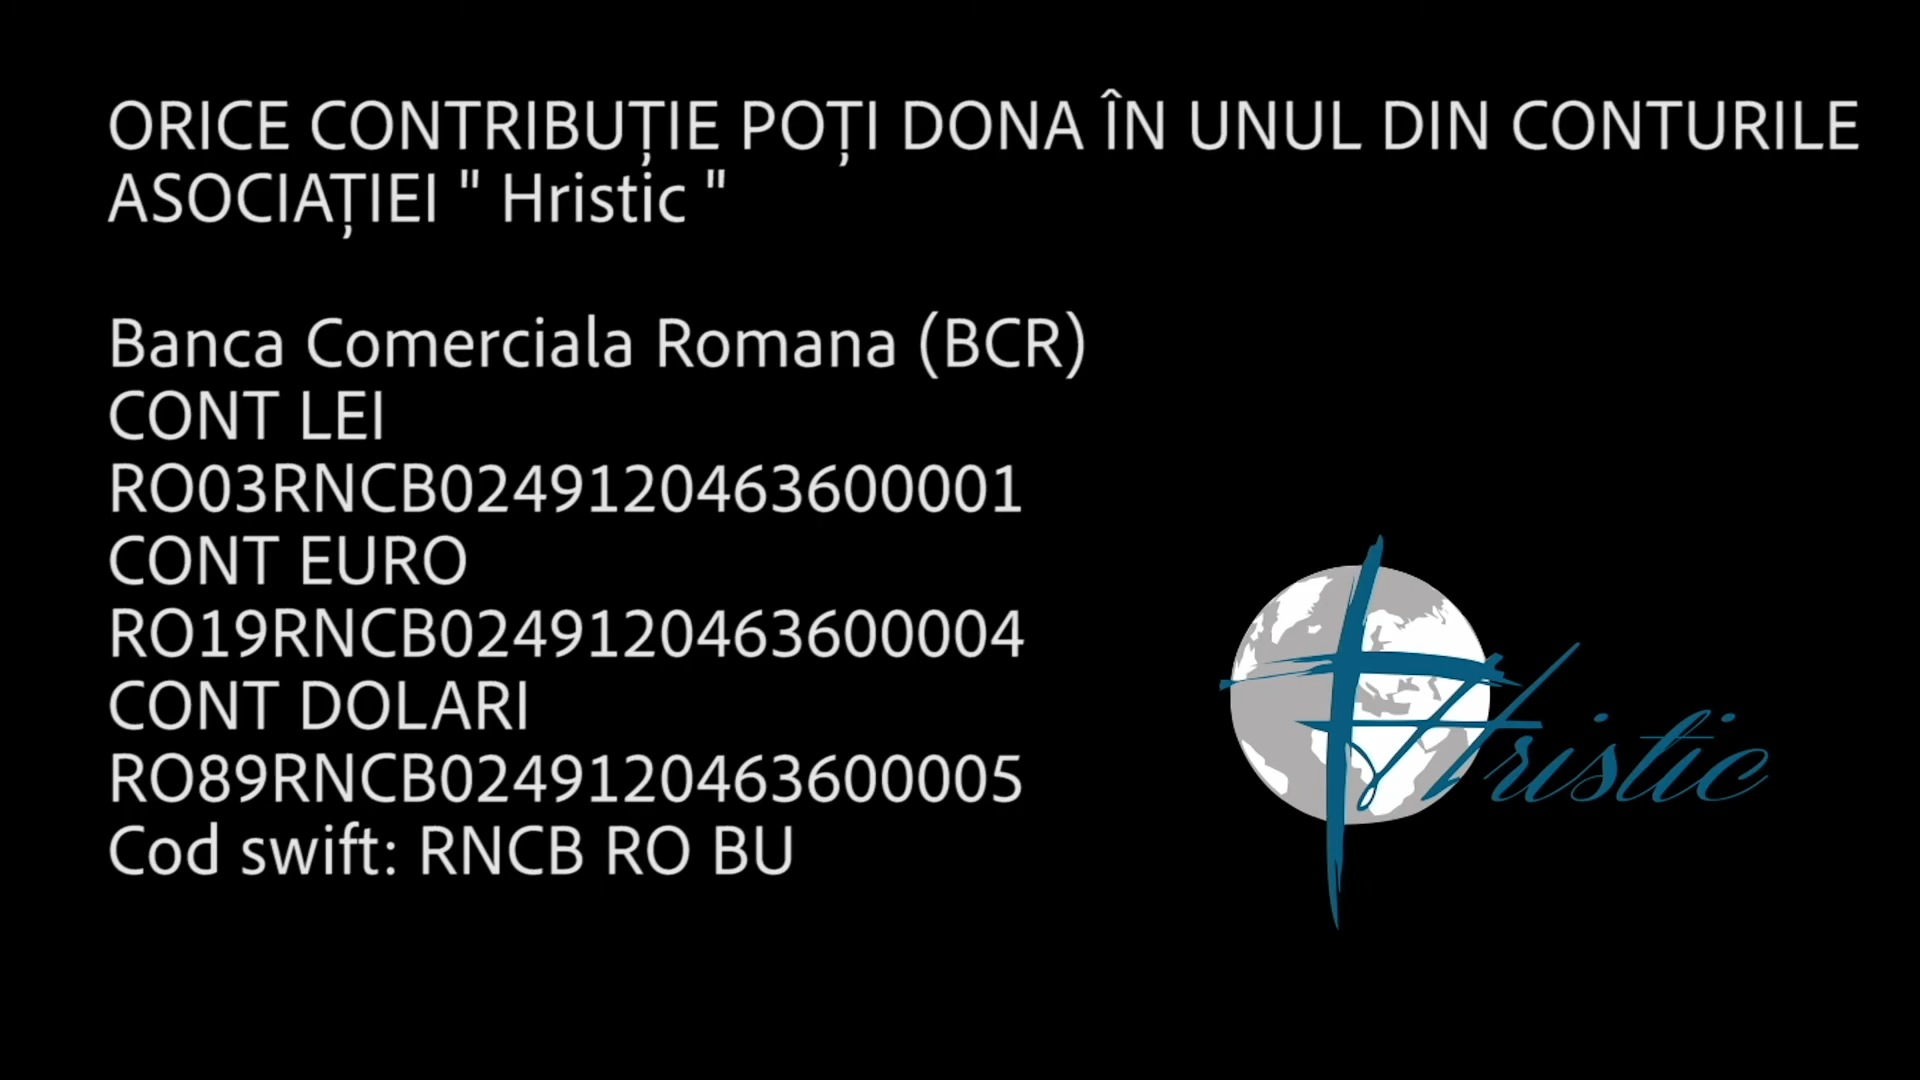 ORICE CONTRIBUȚIE POȚI DONA ÎN UNUL DIN CONTURILE
ASOCIAȚIEI " Hristic "
Banca Comerciala Romana (BCR)
CONT LEI
RO03RNCB0249120463600001
CONT EURO
RO19RNCB0249120463600004
CONT DOLARI
RO89RNCB0249120463600005
Cod swift: RNCB RO BU
Hristic